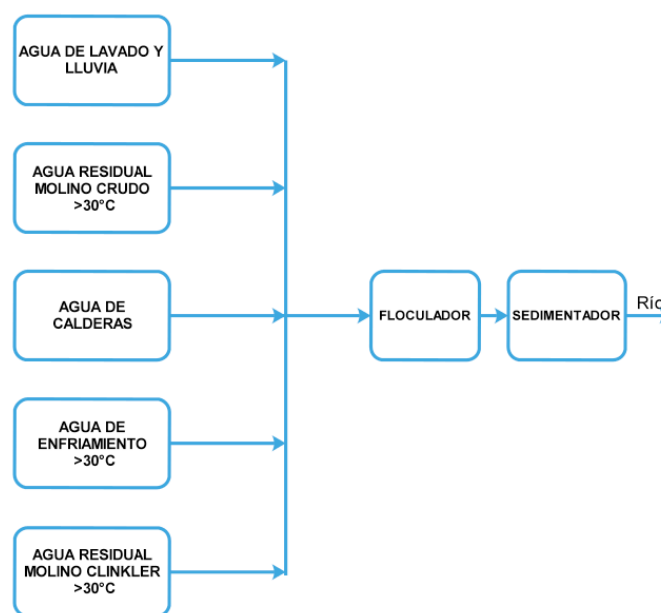 AGUA DE LAVADO Y
LLUVIA
AGUA RESIDUAL
MOLINO CRUDO
>30°C
AGUA DE
CALDERAS
FLOCULADOR
SEDIMENTADOR
Río
AGUA DE
ENFRIAMIENTO
>30°C
AGUA RESIDUAL
MOLINO CLINKLER
>30°C